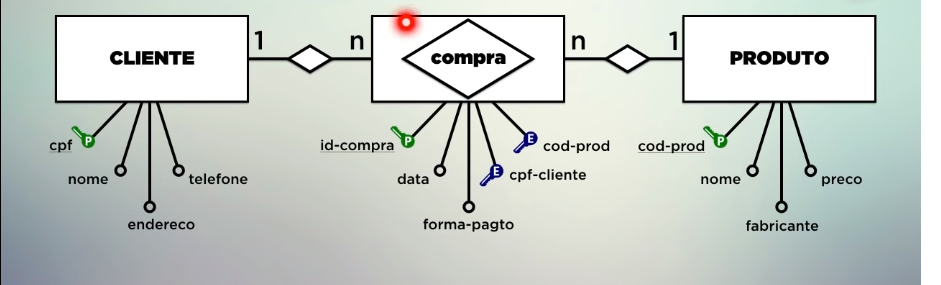 1 n n 1
CLIENTE compra PRODUTO
cpf P id-compra P E cod-prod cod-prod P
nome telefone data E cpf-cliente nome preco
endereco forma-pagto fabricante